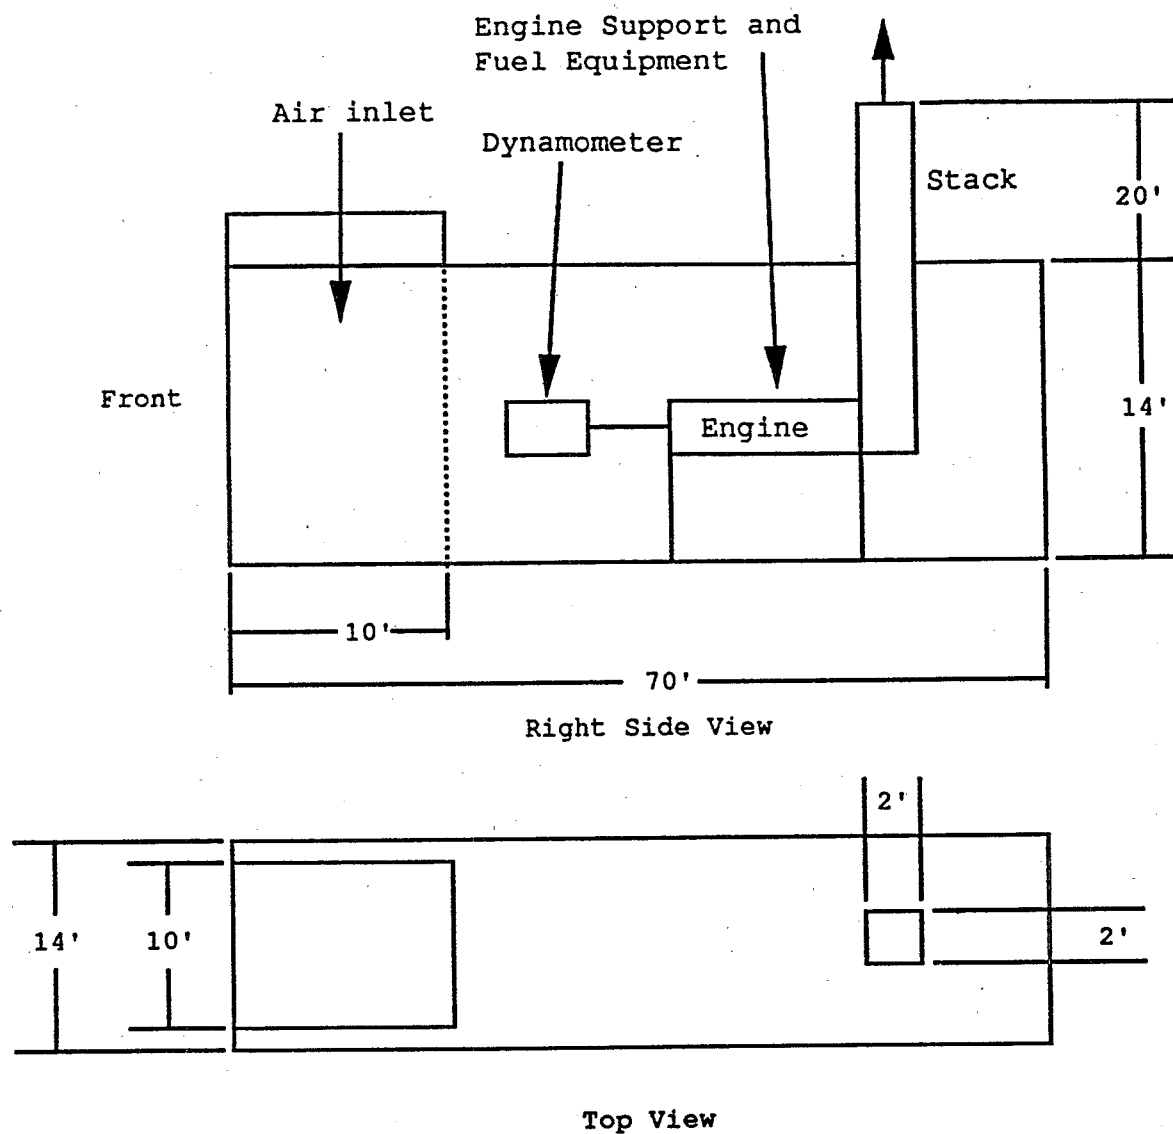 Engine Support and
Fuel Equipment
Air inlet
Dynamometer
Stack
20'
Front
Engine
14'
10'
70'
Right Side View
2'
14'
10'
2'
Top View